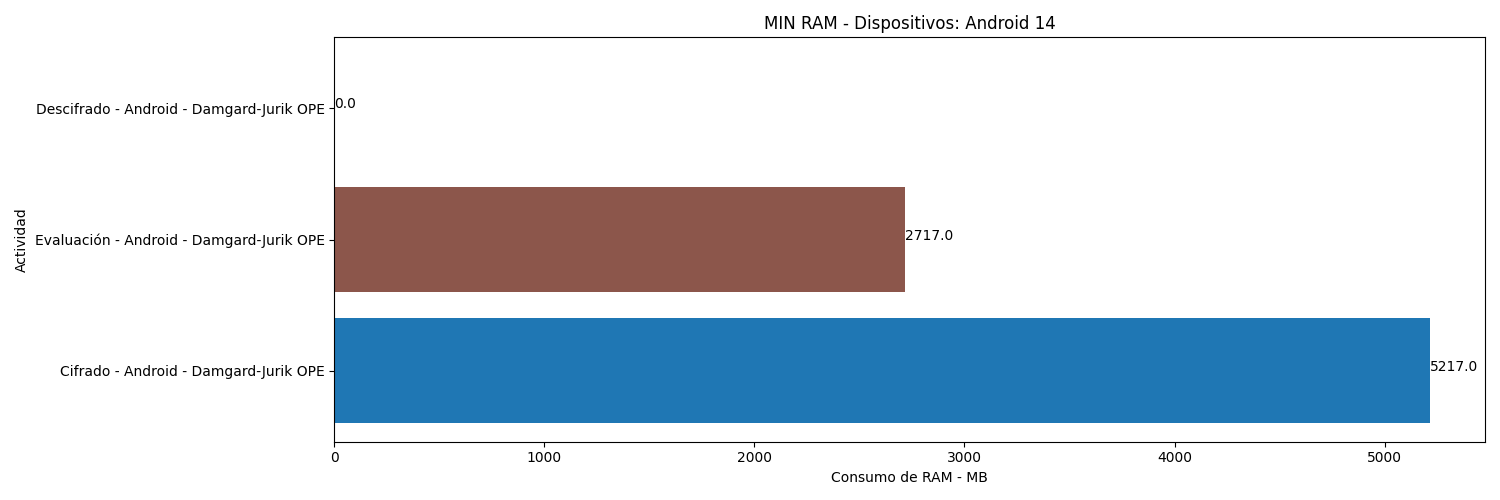 MIN RAM - Dispositivos: Android 14
Descifrado - Android - Damgard-Jurik OPE
0.0
Evaluación - Android - Damgard-Jurik OPE
2717.0
Cifrado - Android - Damgard-Jurik OPE
5217.0
Actividad
0 1000 2000 3000 4000 5000
Consumo de RAM - MB